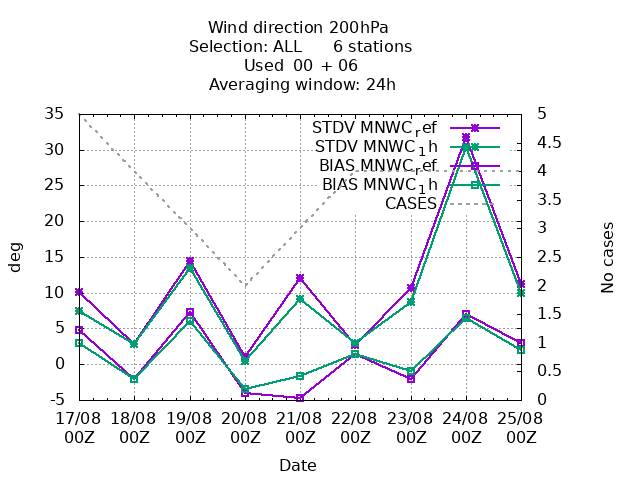 Wind direction 200hPa
Selection: ALL      6 stations
Used  00 + 06
Averaging window: 24h
STDV MNWC_ref
STDV MNWC_1h
BIAS MNWC_ref
BIAS MNWC_1h
CASES
deg
35
30
25
20
15
10
5
0
-5
5
4.5
4
3.5
3
2.5
2
1.5
1
0.5
0
No cases
17/08 18/08 19/08 20/08 21/08 22/08 23/08 24/08 25/08
00Z 00Z 00Z 00Z 00Z 00Z 00Z 00Z 00Z
Date